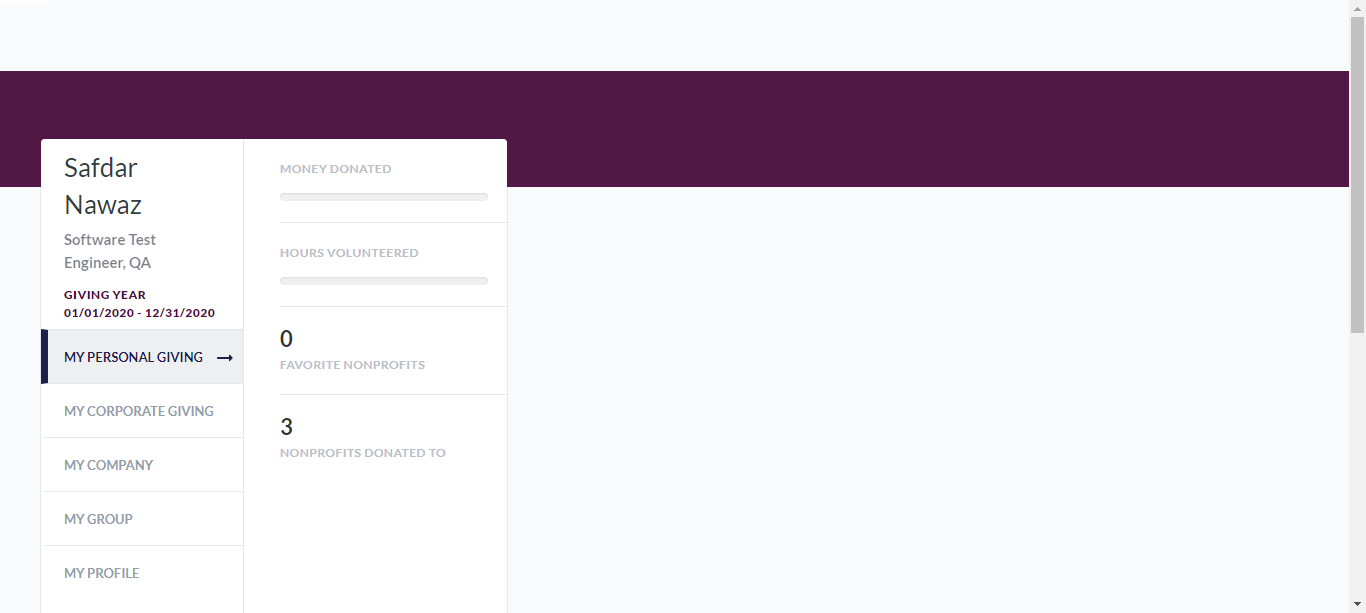 Safdar
Nawaz
Software Test
Engineer, QA
GIVING YEAR
01/01/2020 - 12/31/2020
MY PERSONAL GIVING
MY CORPORATE GIVING
MY COMPANY
MY GROUP
MY PROFILE
MONEY DONATED
HOURS VOLUNTEERED
0
FAVORITE NONPROFITS
3
NONPROFITS DONATED TO